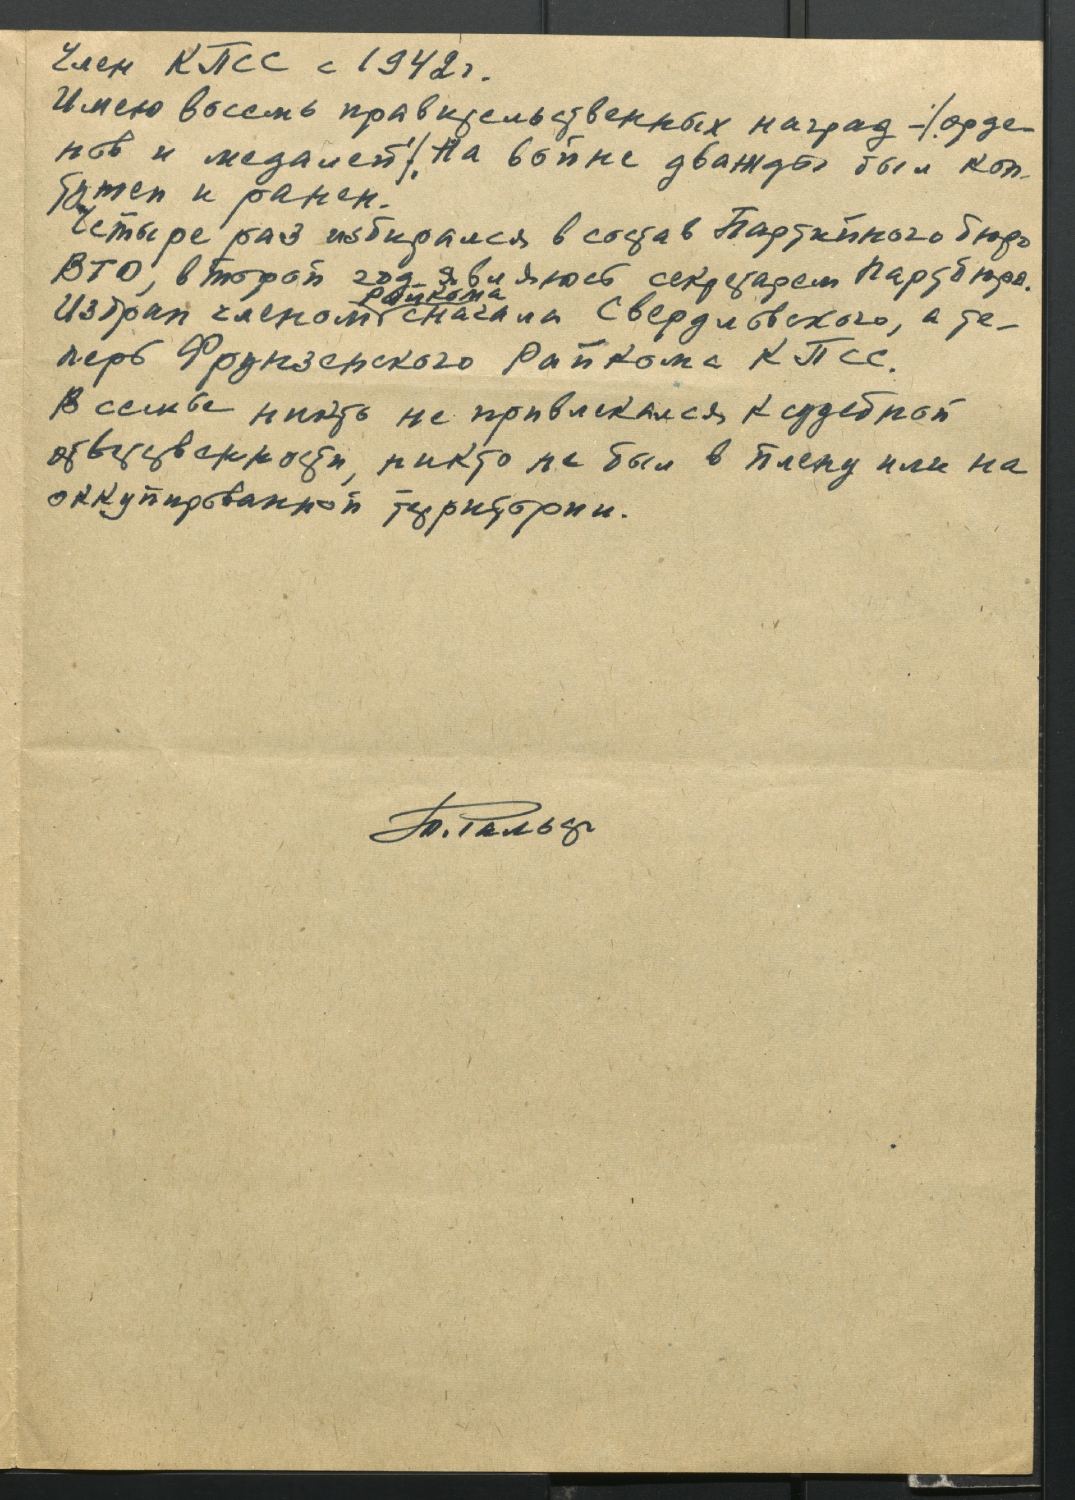 Член КПСС с 1942 г.
Имею восемь правительственных наград -/. орде-
нов и медалей /. На войне дважды был кон-
тужен и ранен.
Четыре раз избирался в состав Партийного бюро
ВТО, второй год являюсь секретарем Партбюро.
Райкома
Избран членом сначала Свердловского, а те-
перь Фрунзенского Райкома КПСС.
В семье никто не привлекался к судебной
ответственности, никто не был в плену или на
оккупированной территории.